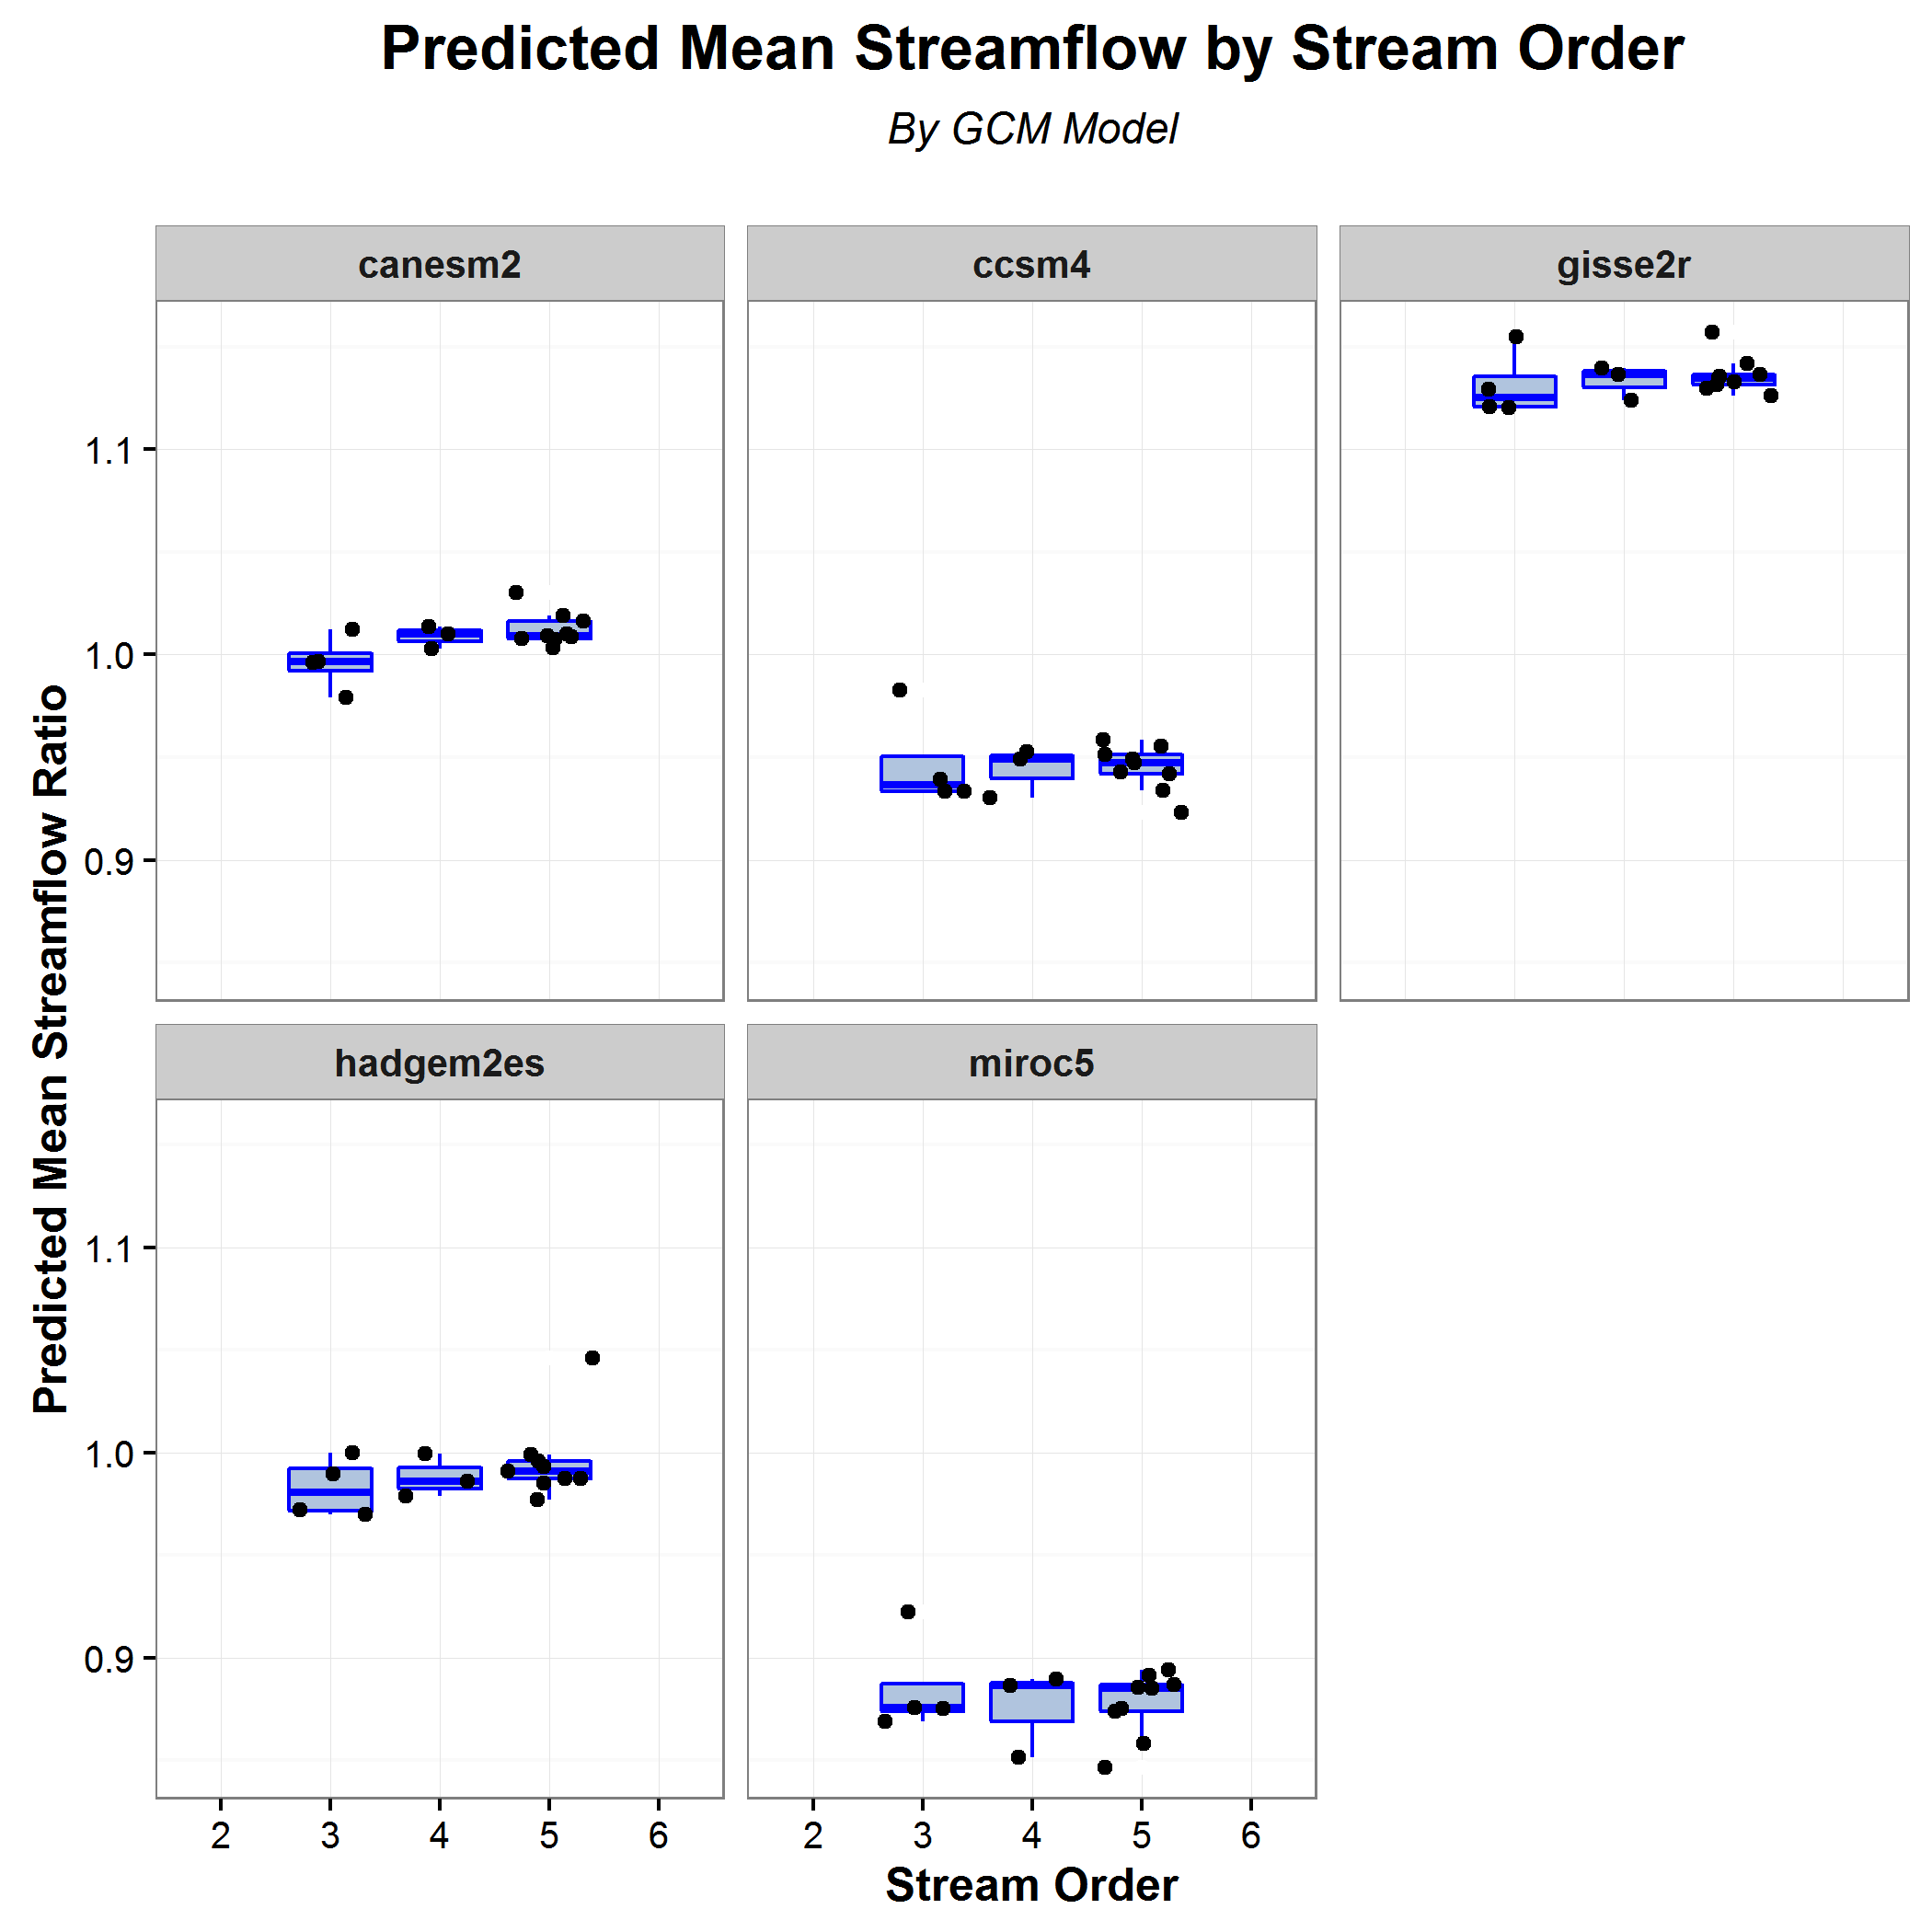 Predicted Mean Streamflow by Stream Order
By GCM Model
canesm2
ccsm4
gisse2r
1.1
1.0
0.9
Predicted Mean Streamflow Ratio
hadgem2es
miroc5
1.1
1.0
0.9
2 3 4 5 6
2 3 4 5 6
Stream Order